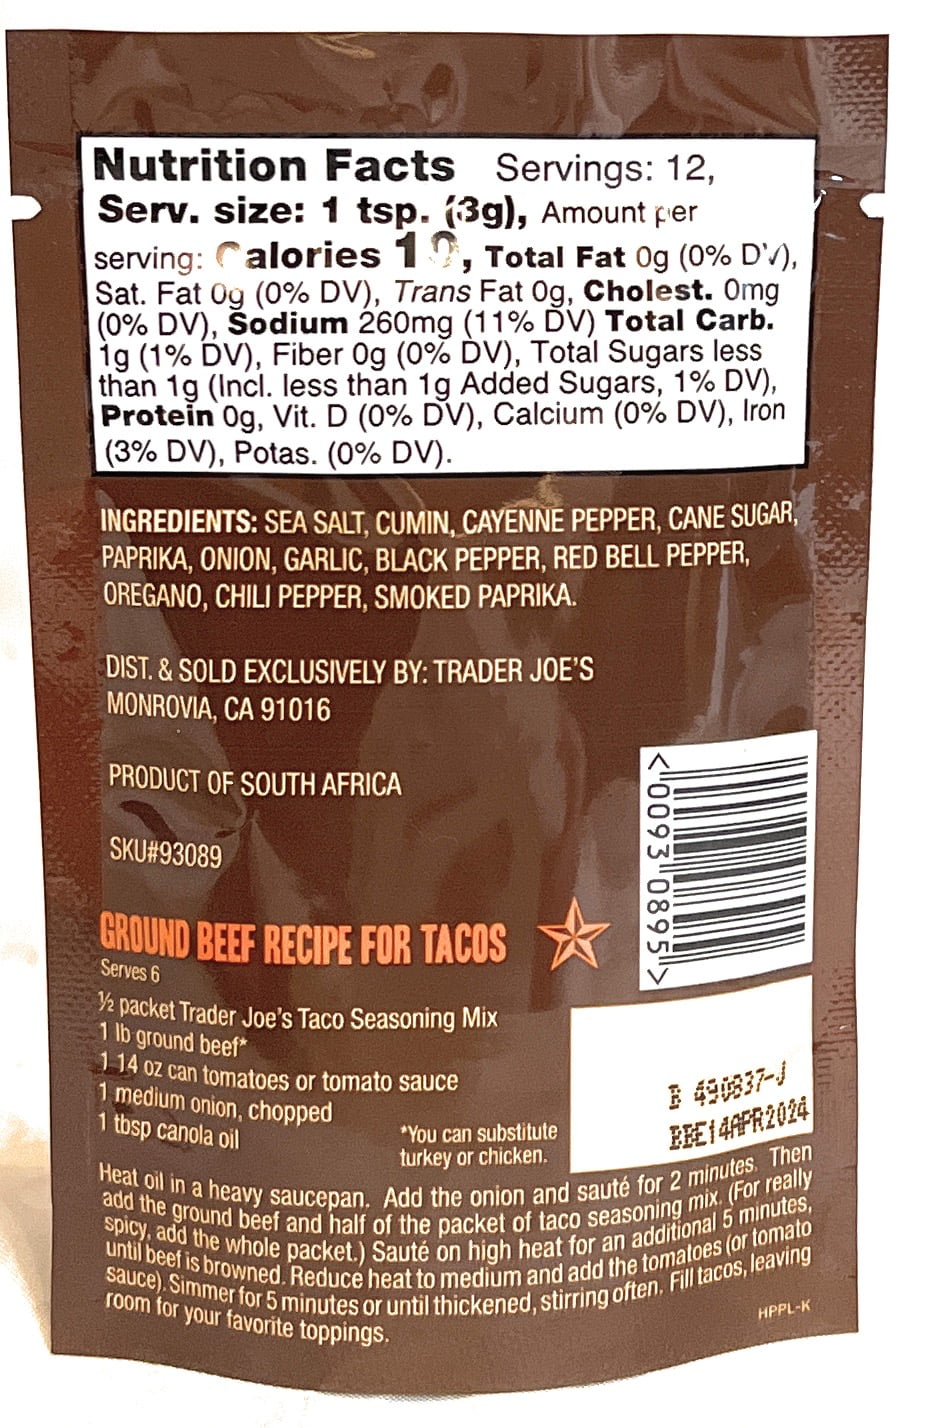 Nutrition Facts Servings: 12,
Serv. size: 1 tsp. (3g), Amount per
serving: Calories 10, Total Fat 0g (0% DV),
Sat. Fat 0g (0% DV), Trans Fat 0g, Cholest. 0mg
(0% DV), Sodium 260mg (11% DV) Total Carb.
1g (1% DV), Fiber 0g (0% DV), Total Sugars less
than 1g (Incl. less than 1g Added Sugars, 1% DV),
Protein 0g, Vit. D (0% DV), Calcium (0% DV), Iron
(3% DV), Potas. (0% DV).
INGREDIENTS: SEA SALT, CUMIN, CAYENNE PEPPER, CANE SUGAR,
PAPRIKA, ONION, GARLIC, BLACK PEPPER, RED BELL PEPPER,
OREGANO, CHILI PEPPER, SMOKED PAPRIKA.
DIST. & SOLD EXCLUSIVELY BY: TRADER JOE'S
MONROVIA, CA 91016
PRODUCT OF SOUTH AFRICA
SKU#93089
<0093 0895>
GROUND BEEF RECIPE FOR TACOS
Serves 6
½ packet Trader Joe's Taco Seasoning Mix
1 lb ground beef*
1 14 oz can tomatoes or tomato sauce
1 medium onion, chopped
1 tbsp canola oil
*You can substitute
turkey or chicken.
B 490837-J
BBE14APR2024
Heat oil in a heavy saucepan. Add the onion and sauté for 2 minutes. Then
add the ground beef and half of the packet of taco seasoning mix. (For really
spicy, add the whole packet.) Sauté on high heat for an additional 5 minutes,
until beef is browned. Reduce heat to medium and add the tomatoes (or tomato
sauce). Simmer for 5 minutes or until thickened, stirring often. Fill tacos, leaving
room for your favorite toppings.
HPPL-K